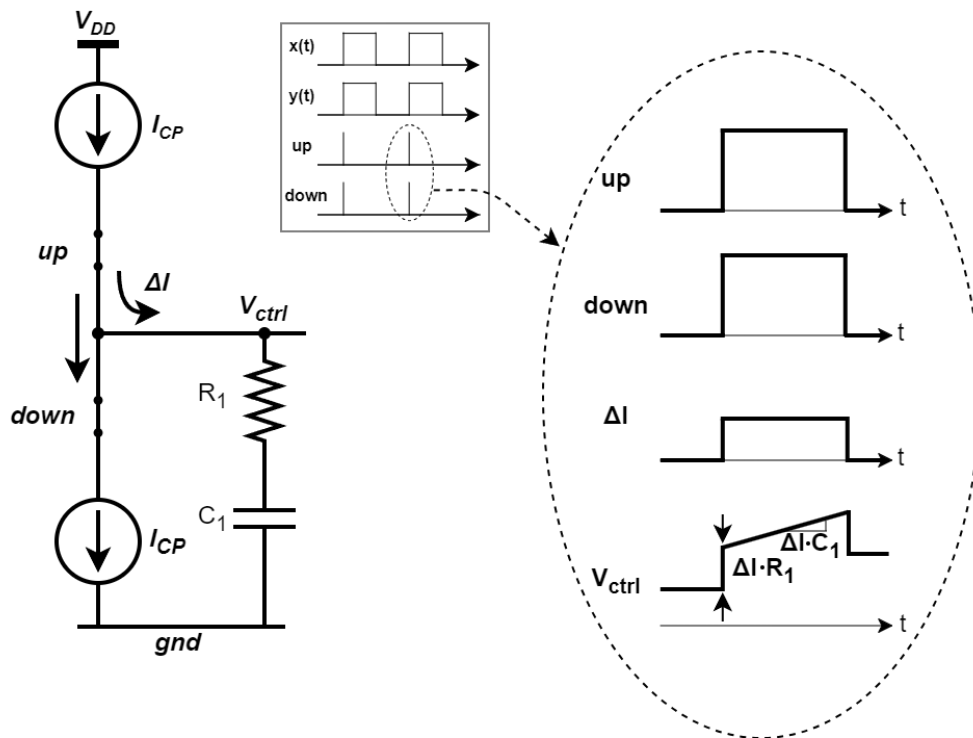 V_DD
I_CP
up
ΔI
V_ctrl
R_1
down
C_1
I_CP
gnd
x(t)
y(t)
up
down
up
t
down
t
ΔI
t
ΔI·C_1
ΔI·R_1
V_ctrl
t